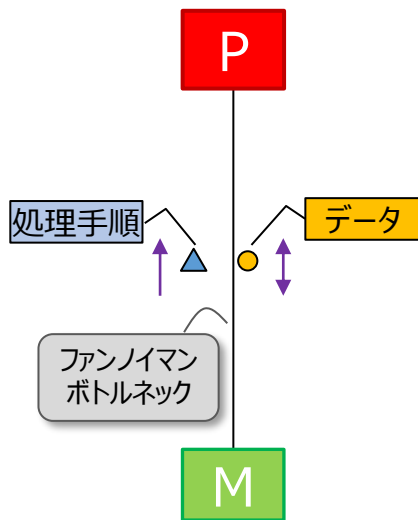 P
処理手順
データ
ファンノイマン
ボトルネック
M